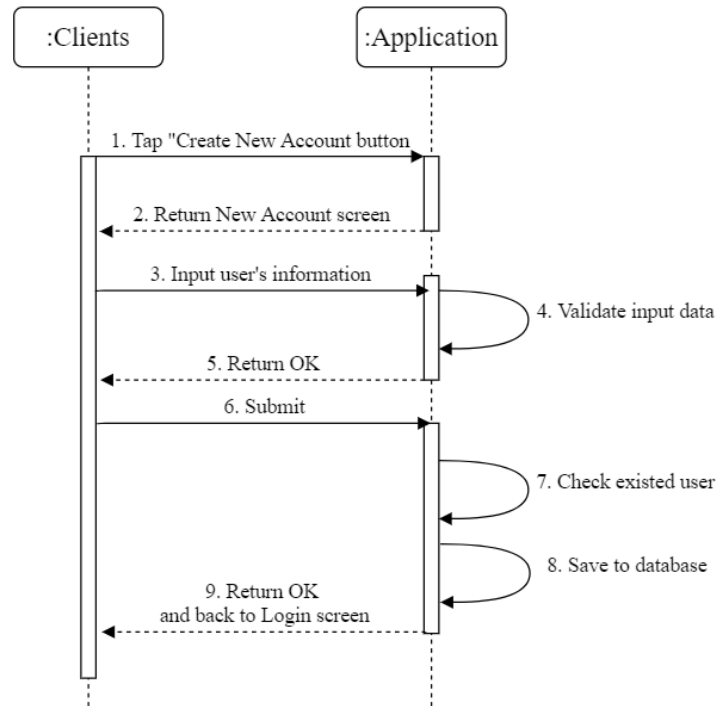 :Clients
:Application
1. Tap "Create New Account button
2. Return New Account screen
3. Input user's information
4. Validate input data
5. Return OK
6. Submit
7. Check existed user
8. Save to database
9. Return OK
and back to Login screen